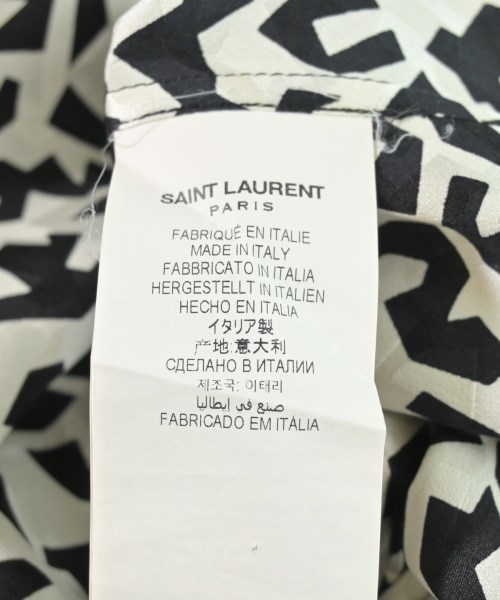 SAINT LAURENT
PARIS
FABRIQUÉ EN ITALIE
MADE IN ITALY
FABBRICATO IN ITALIA
HERGESTELLT IN ITALIEN
HECHO EN ITALIA
イタリア製
产地:意大利
СДЕЛАНО В ИТАЛИИ
제조국: 이태리
صنع في إيطاليا
FABRICADO EM ITÁLIA